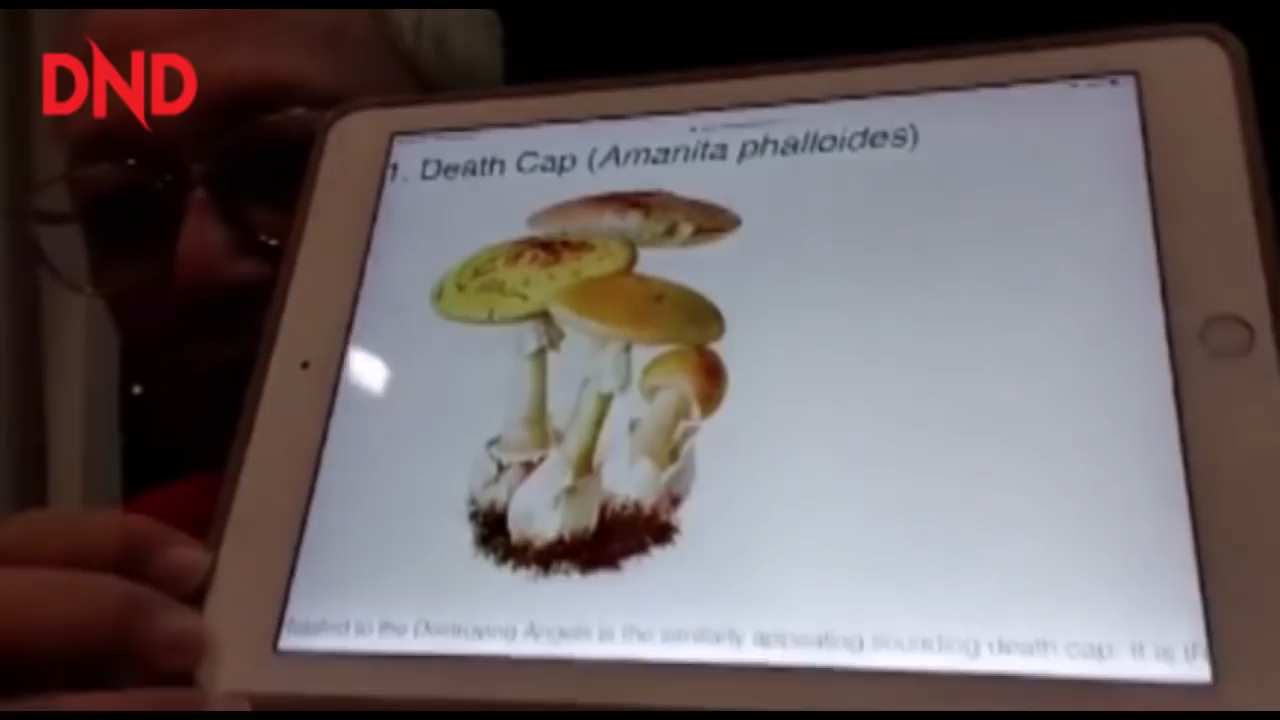 DND
1. Death Cap (Amanita phalloides)
Related to the Destroying Angels is the similarly appealing sounding death cap. It is